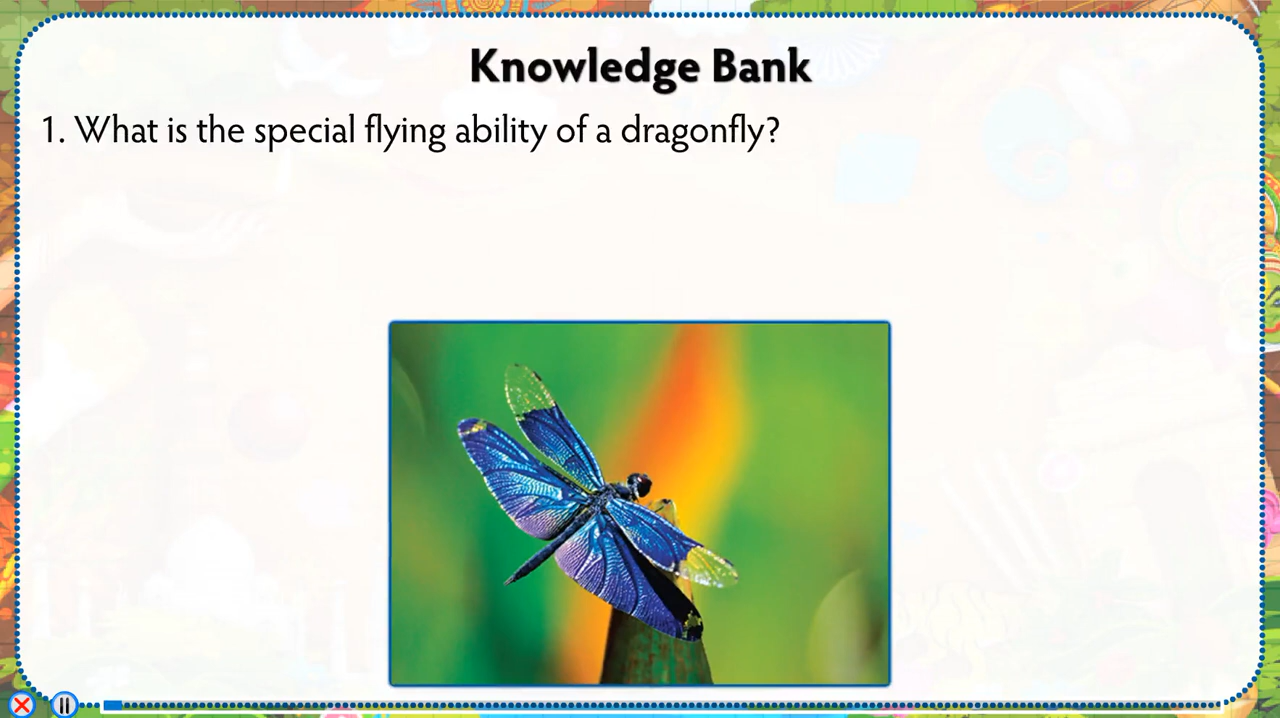 Knowledge Bank
1. What is the special flying ability of a dragonfly?